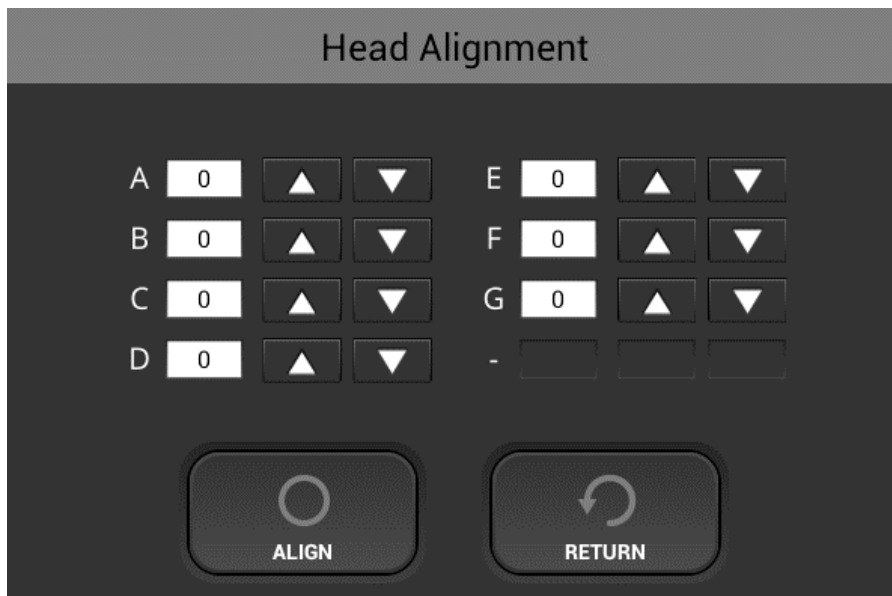 Head Alignment
A 0 E 0
B 0 F 0
C 0 G 0
D 0 -
ALIGN RETURN